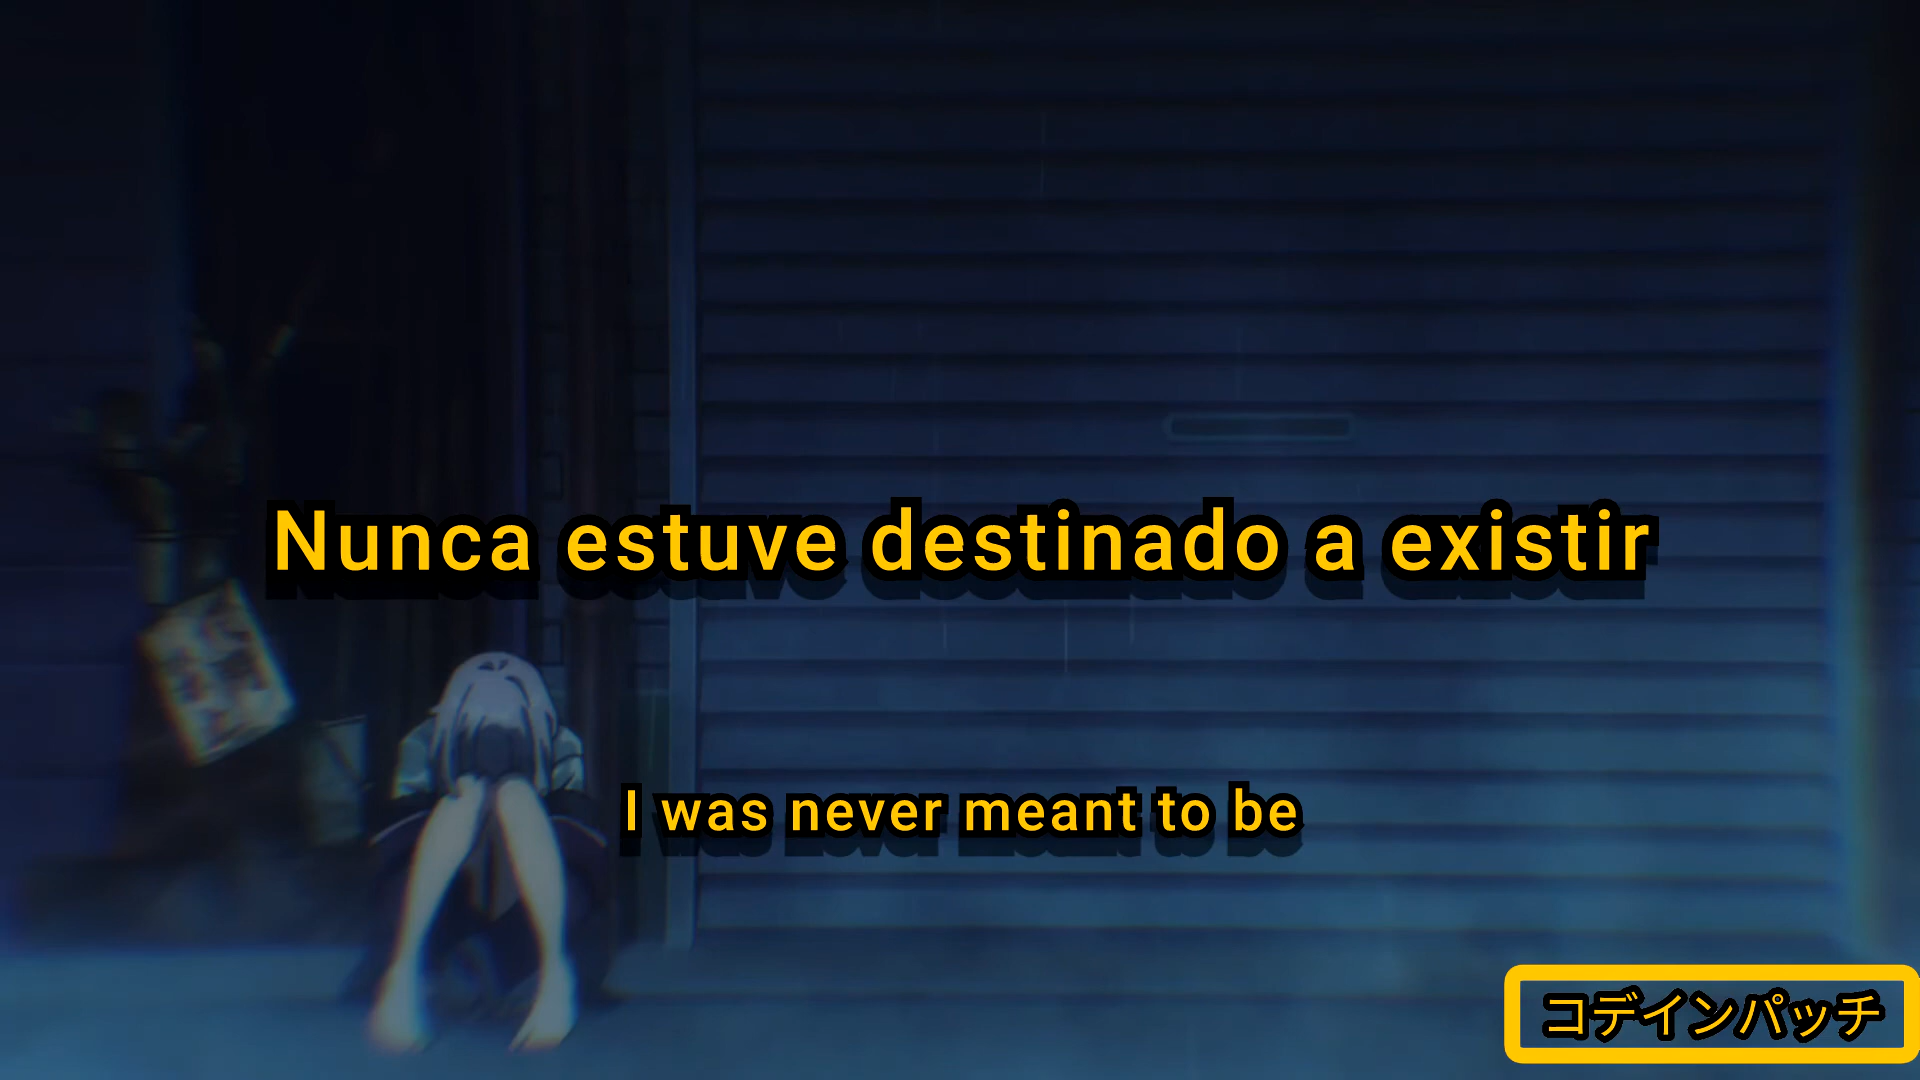 Nunca estuve destinado a existir
I was never meant to be
コデインパッチ